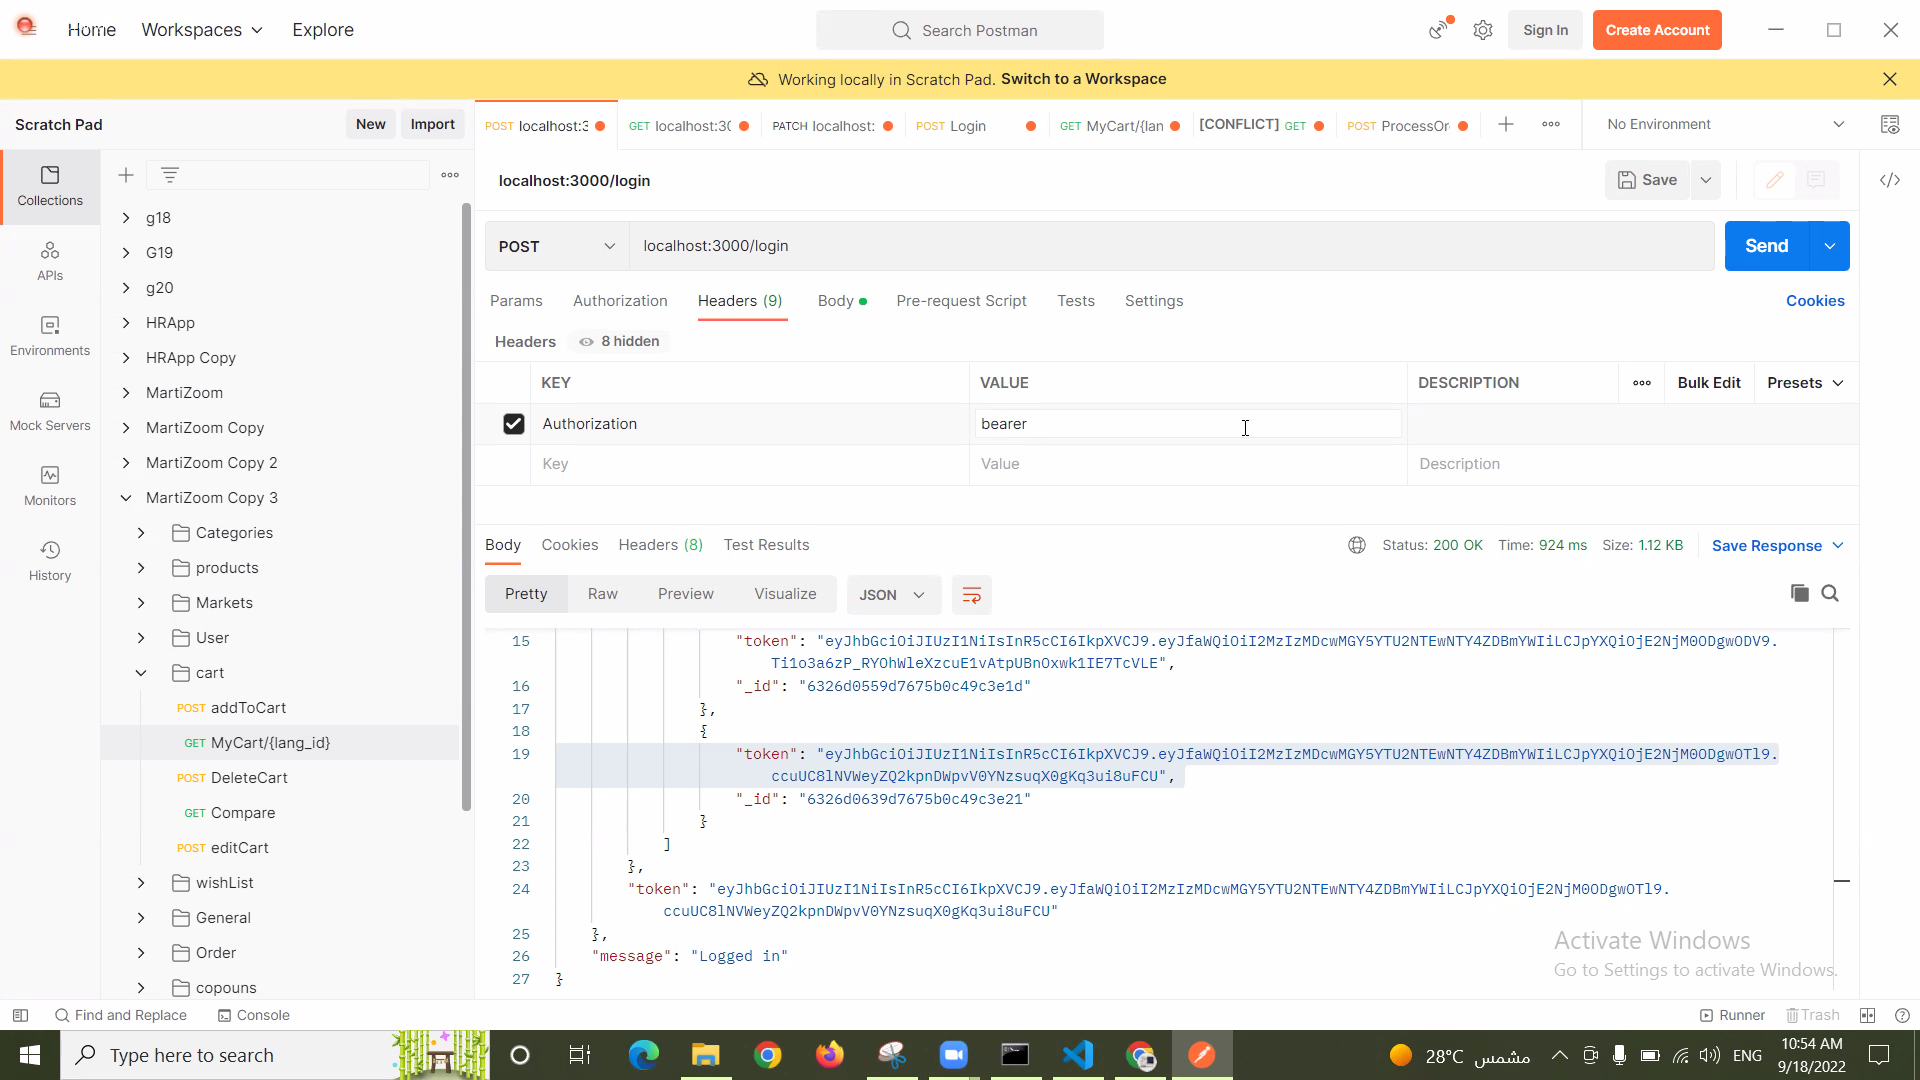 Home Workspaces Explore Search Postman Sign In Create Account
Working locally in Scratch Pad. Switch to a Workspace
Scratch Pad New Import
POST localhost:3 GET localhost:30 PATCH localhost: POST Login GET MyCart/{lan [CONFLICT] GET POST ProcessOr No Environment
localhost:3000/login Save
POST localhost:3000/login Send
Params Authorization Headers (9) Body Pre-request Script Tests Settings Cookies
Headers 8 hidden
KEY VALUE DESCRIPTION Bulk Edit Presets
Authorization bearer
Key Value Description
Body Cookies Headers (8) Test Results Status: 200 OK Time: 924 ms Size: 1.12 KB Save Response
Pretty Raw Preview Visualize JSON
15 "token": "eyJhbGciOiJIUzI1NiIsInR5cCI6IkpXVCJ9.eyJfaWQiOiI2MzIzMDcwMGY5YTU2NTEwNTY4ZDBmYWIiLCJpYXQiOjE2NjM0ODgwODV9.
Ti1o3a6zP_RYOhWleXzcuE1vAtpUBnOxwk1IE7TcVLE",
16 "_id": "6326d0559d7675b0c49c3e1d"
17 },
18 {
19 "token": "eyJhbGciOiJIUzI1NiIsInR5cCI6IkpXVCJ9.eyJfaWQiOiI2MzIzMDcwMGY5YTU2NTEwNTY4ZDBmYWIiLCJpYXQiOjE2NjM0ODgwOTl9.
ccuUC8lNVWeyZQ2kpnDWpvV0YNzsuqX0gKq3ui8uFCU",
20 "_id": "6326d0639d7675b0c49c3e21"
21 }
22 ]
23 },
24 "token": "eyJhbGciOiJIUzI1NiIsInR5cCI6IkpXVCJ9.eyJfaWQiOiI2MzIzMDcwMGY5YTU2NTEwNTY4ZDBmYWIiLCJpYXQiOjE2NjM0ODgwOTl9.
ccuUC8lNVWeyZQ2kpnDWpvV0YNzsuqX0gKq3ui8uFCU"
25 },
26 "message": "Logged in"
27 }
Collections
APIs
Environments
Mock Servers
Monitors
History
g18
G19
g20
HRApp
HRApp Copy
MartiZoom
MartiZoom Copy
MartiZoom Copy 2
MartiZoom Copy 3
Categories
products
Markets
User
cart
POST addToCart
GET MyCart/{lang_id}
POST DeleteCart
GET Compare
POST editCart
wishList
General
Order
copouns
Activate Windows
Go to Settings to activate Windows.
Find and Replace Console Runner Trash
Type here to search 28°C مشمس ENG 10:54 AM
9/18/2022